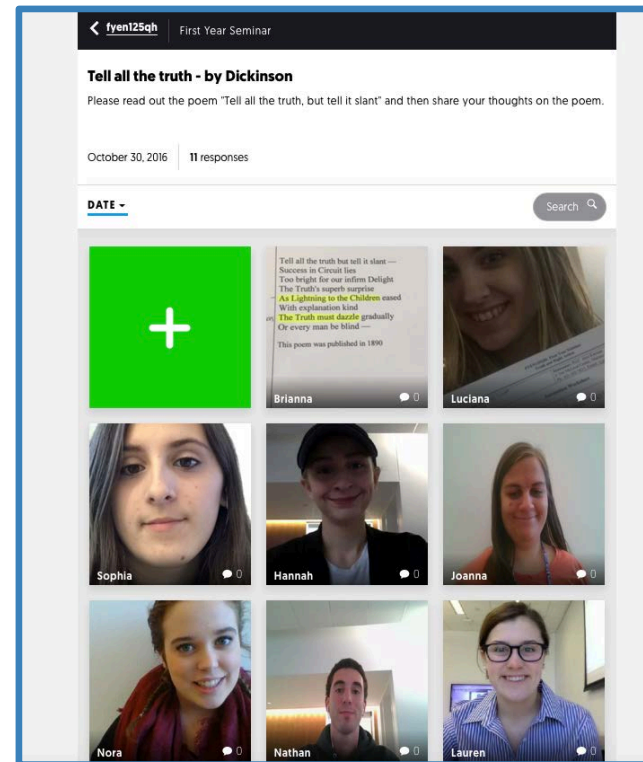 fyen125qh First Year Seminar
Tell all the truth - by Dickinson
Please read out the poem "Tell all the truth, but tell it slant" and then share your thoughts on the poem.
October 30, 2016 11 responses
DATE
Search
Tell all the truth but tell it slant —
Success in Circuit lies
Too bright for our infirm Delight
The Truth's superb surprise
As Lightning to the Children eased
With explanation kind
The Truth must dazzle gradually
Or every man be blind —
This poem was published in 1890
Brianna 0
Luciana 0
Sophia 0
Hannah 0
Joanna 0
Nora 0
Nathan 0
Lauren 0